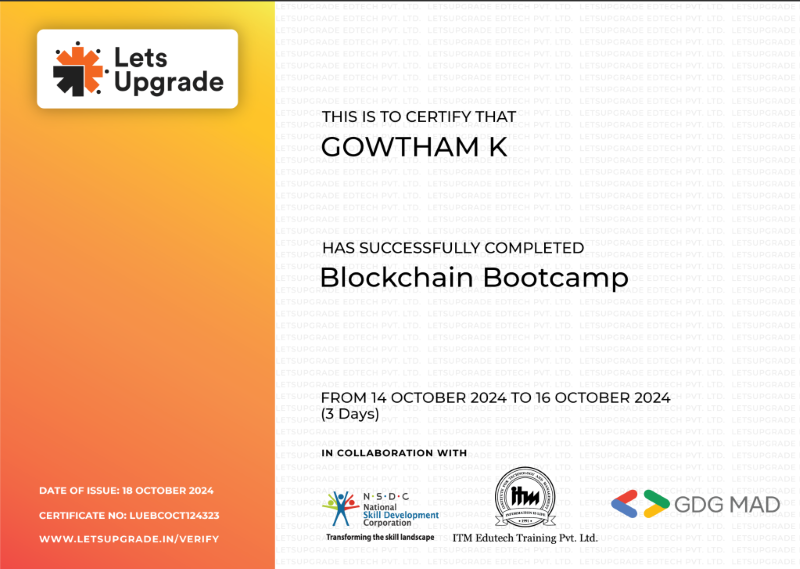 Lets
Upgrade
THIS IS TO CERTIFY THAT
GOWTHAM K
HAS SUCCESSFULLY COMPLETED
Blockchain Bootcamp
FROM 14 OCTOBER 2024 TO 16 OCTOBER 2024
(3 Days)
IN COLLABORATION WITH
N·S·D·C
National
Skill Development
Corporation
Transforming the skill landscape
itm
ITM Edutech Training Pvt. Ltd.
GDG MAD
DATE OF ISSUE: 18 OCTOBER 2024
CERTIFICATE NO: LUEBCOCT124323
WWW.LETSUPGRADE.IN/VERIFY